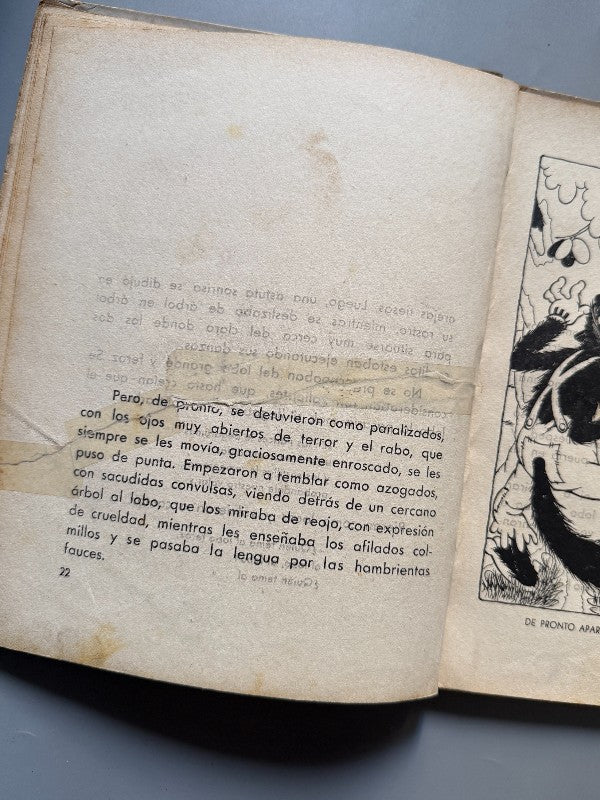 Pero, de pronto, se detuvieron como paralizados,
con los ojos muy abiertos de terror y el rabo, que
siempre se les movía, graciosamente enroscado, se les
puso de punta. Empezaron a temblar como azogados,
con sacudidas convulsas, viendo detrás de un cercano
árbol al lobo, que los miraba de reojo, con expresión
de crueldad, mientras les enseñaba los afilados col-
millos y se pasaba la lengua por las hambrientas
fauces.
22
DE PRONTO APAR